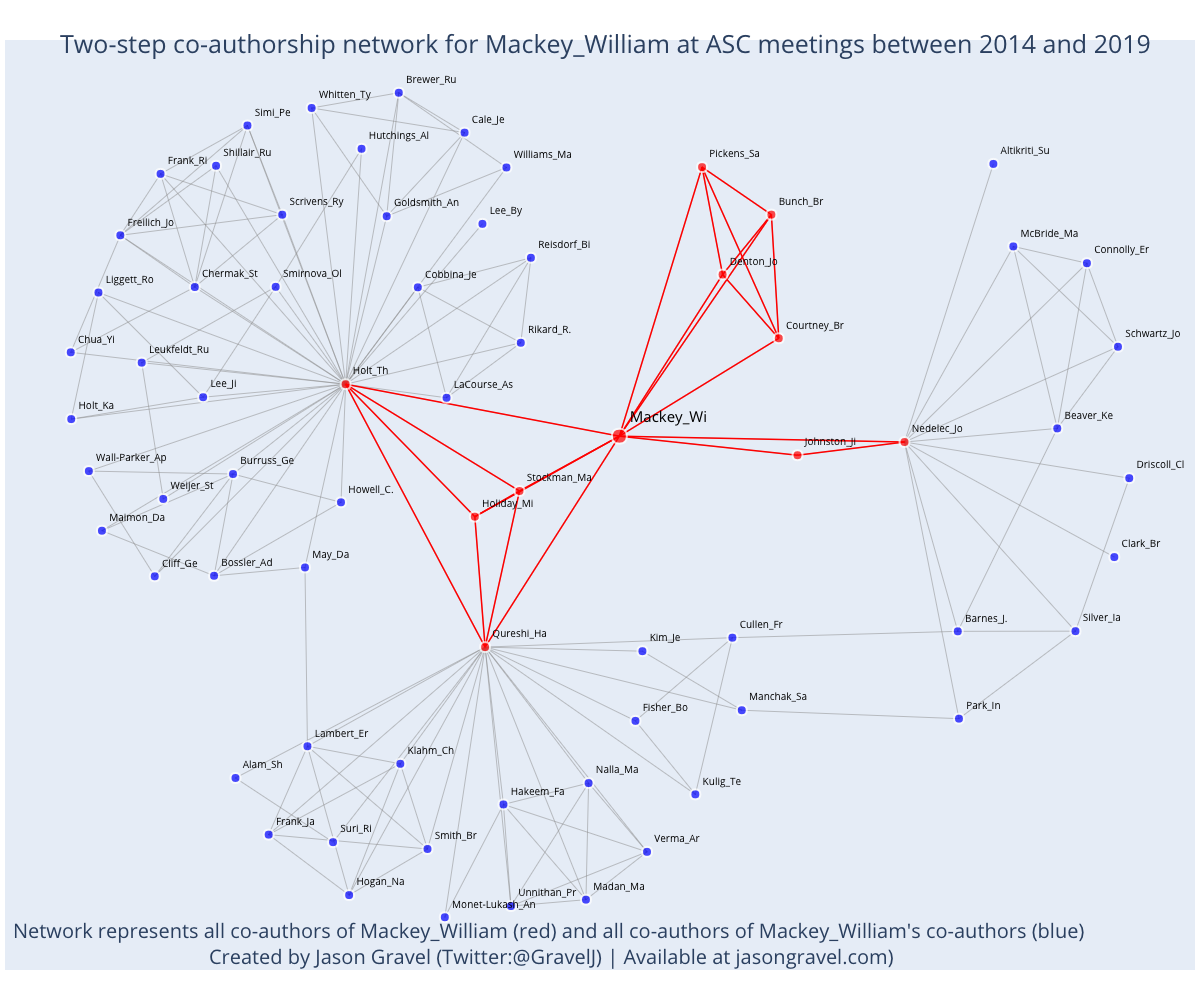 Two-step co-authorship network for Mackey_William at ASC meetings between 2014 and 2019
Brewer_Ru
Whitten_Ty
Simi_Pe
Cale_Je
Hutchings_Al
Williams_Ma
Frank_Ri
Shillair_Ru
Pickens_Sa
Altikriti_Su
Scrivens_Ry
Goldsmith_An
Lee_By
Bunch_Br
Freilich_Jo
Reisdorf_Bi
McBride_Ma
Connolly_Er
Liggett_Ro
Chermak_St
Smirnova_Ol
Cobbina_Je
Denton_Jo
Chua_Yi
Leukfeldt_Ru
Rikard_R.
Courtney_Br
Schwartz_Jo
Holt_Th
Lee_Ji
LaCourse_As
Holt_Ka
Mackey_Wi
Johnston_Ji
Nedelec_Jo
Beaver_Ke
Wall-Parker_Ap
Burruss_Ge
Driscoll_Cl
Weijer_St
Howell_C.
Stockman_Ma
Holiday_Mi
Maimon_Da
Clark_Br
Cliff_Ge
Bossler_Ad
May_Da
Qureshi_Ha
Kim_Je
Cullen_Fr
Barnes_J.
Silver_Ia
Fisher_Bo
Manchak_Sa
Park_In
Lambert_Er
Klahm_Ch
Alam_Sh
Nalla_Ma
Kulig_Te
Hakeem_Fa
Frank_Ja
Suri_Ri
Smith_Br
Verma_Ar
Hogan_Na
Unnithan_Pr
Madan_Ma
Monet-Lukash_An
Network represents all co-authors of Mackey_William (red) and all co-authors of Mackey_William's co-authors (blue)
Created by Jason Gravel (Twitter:@GravelJ) | Available at jasongravel.com)